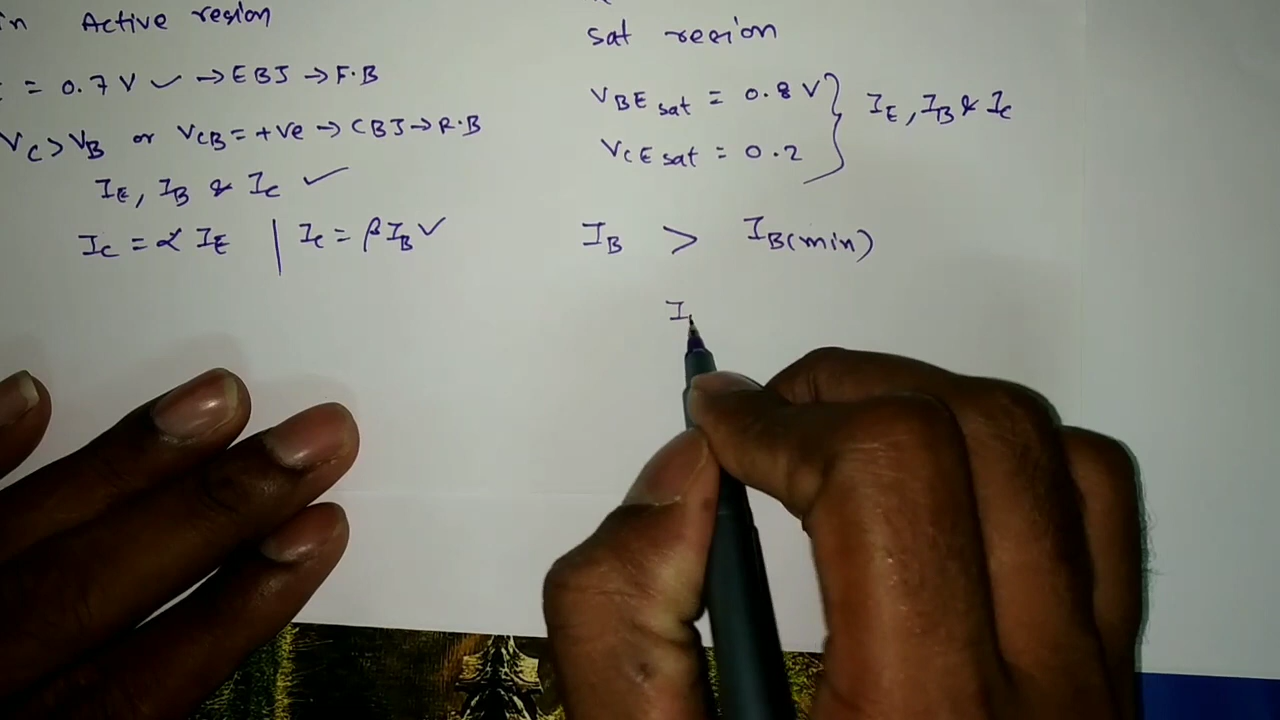 in Active region
= 0.7 V ✓ → EBJ → F.B
VC > VB or VCB = +ve → CBJ → R.B
IE, IB & IC ✓
IC = α IE | IC = β IB ✓
sat region
VBE sat = 0.8 V } IE, IB & IC
VCE sat = 0.2
IB > IB(min)
I